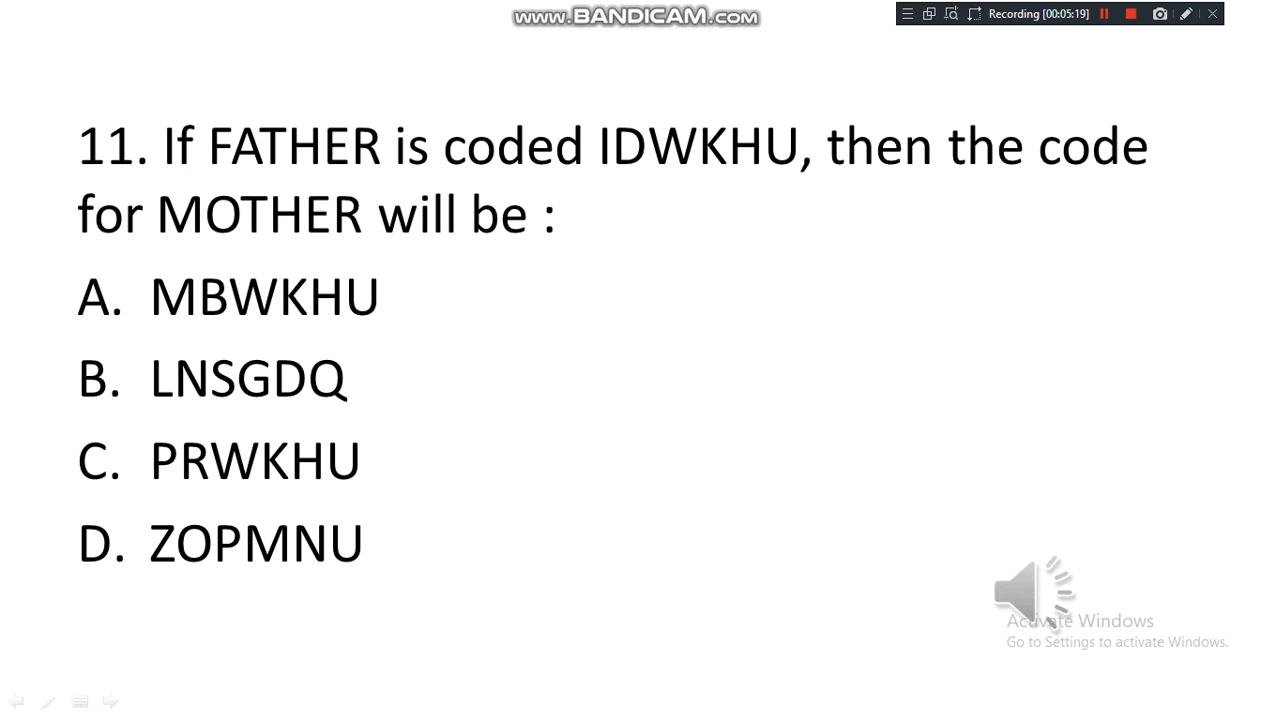 www.BANDICAM.com
Recording [00:05:19]
11. If FATHER is coded IDWKHU, then the code
for MOTHER will be :
A. MBWKHU
B. LNSGDQ
C. PRWKHU
D. ZOPMNU
Activate Windows
Go to Settings to activate Windows.